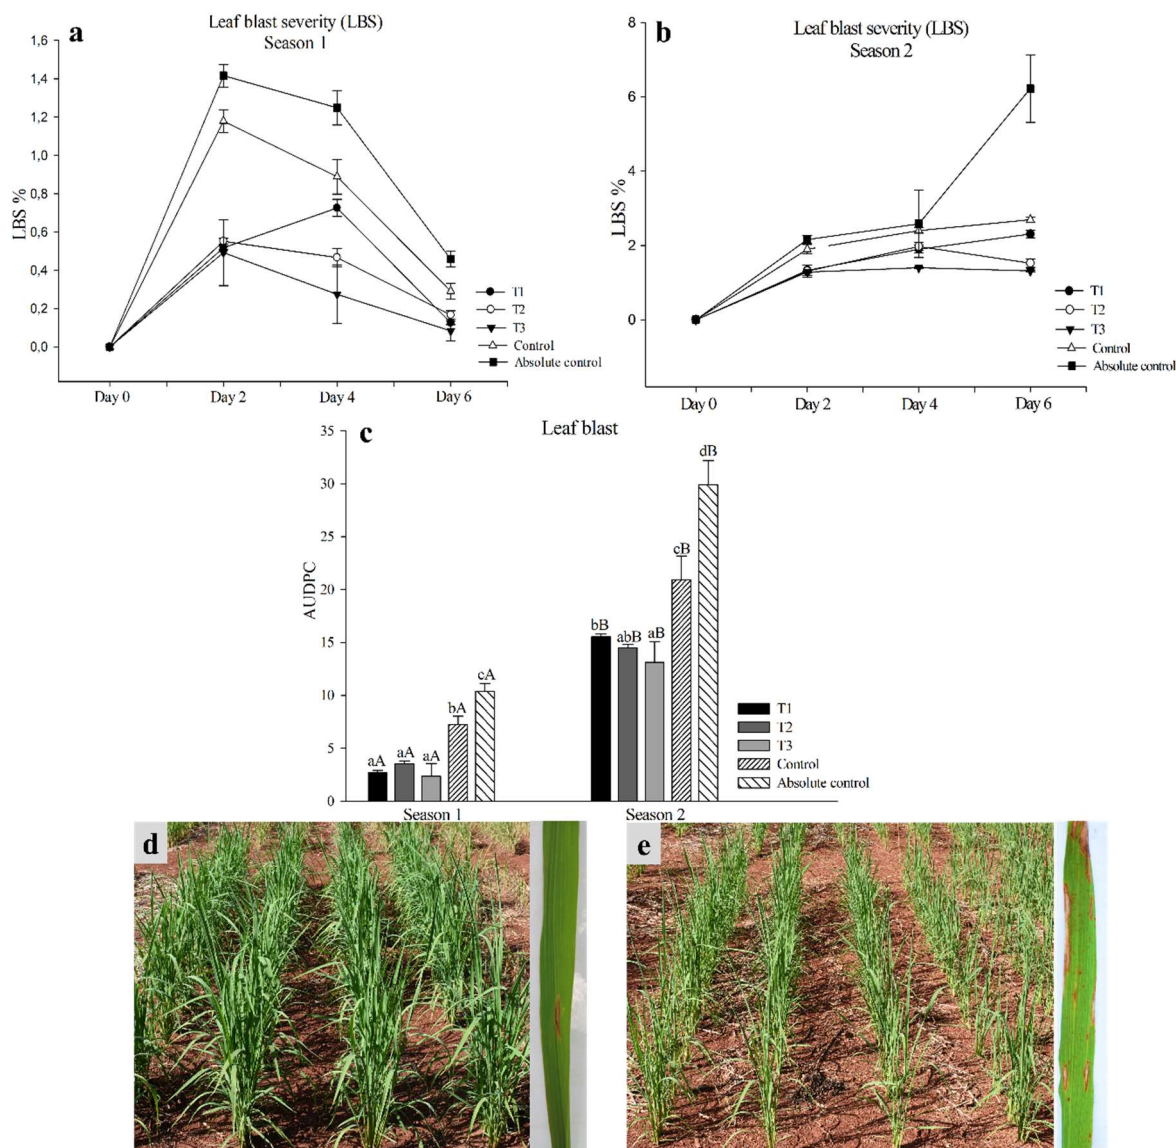 a
Leaf blast severity (LBS)
Season 1
1,6
1,4
1,2
1,0
0,8
0,6
0,4
0,2
0,0
LBS %
T1
T2
T3
Control
Absolute control
Day 0 Day 2 Day 4 Day 6
b
Leaf blast severity (LBS)
Season 2
8
6
4
2
0
LBS %
T1
T2
T3
Control
Absolute control
Day 0 Day 2 Day 4 Day 6
c
Leaf blast
35
30
25
20
15
10
5
0
AUDPC
aA aA aA bA cA
bB abB aB cB dB
T1
T2
T3
Control
Absolute control
Season 1 Season 2
d
e